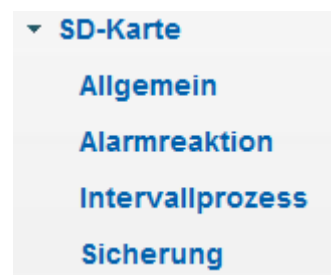 SD-Karte
Allgemein
Alarmreaktion
Intervallprozess
Sicherung